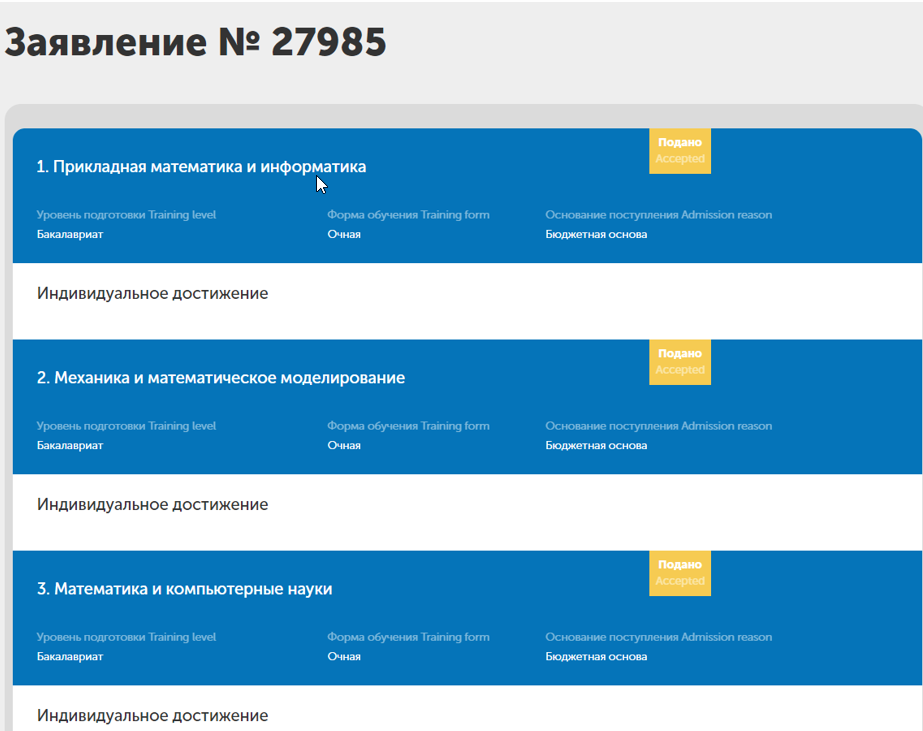 Заявление № 27985
Подано
Accepted
1. Прикладная математика и информатика
Уровень подготовки Training level Форма обучения Training form Основание поступления Admission reason
Бакалавриат Очная Бюджетная основа
Индивидуальное достижение
Подано
Accepted
2. Механика и математическое моделирование
Уровень подготовки Training level Форма обучения Training form Основание поступления Admission reason
Бакалавриат Очная Бюджетная основа
Индивидуальное достижение
Подано
Accepted
3. Математика и компьютерные науки
Уровень подготовки Training level Форма обучения Training form Основание поступления Admission reason
Бакалавриат Очная Бюджетная основа
Индивидуальное достижение